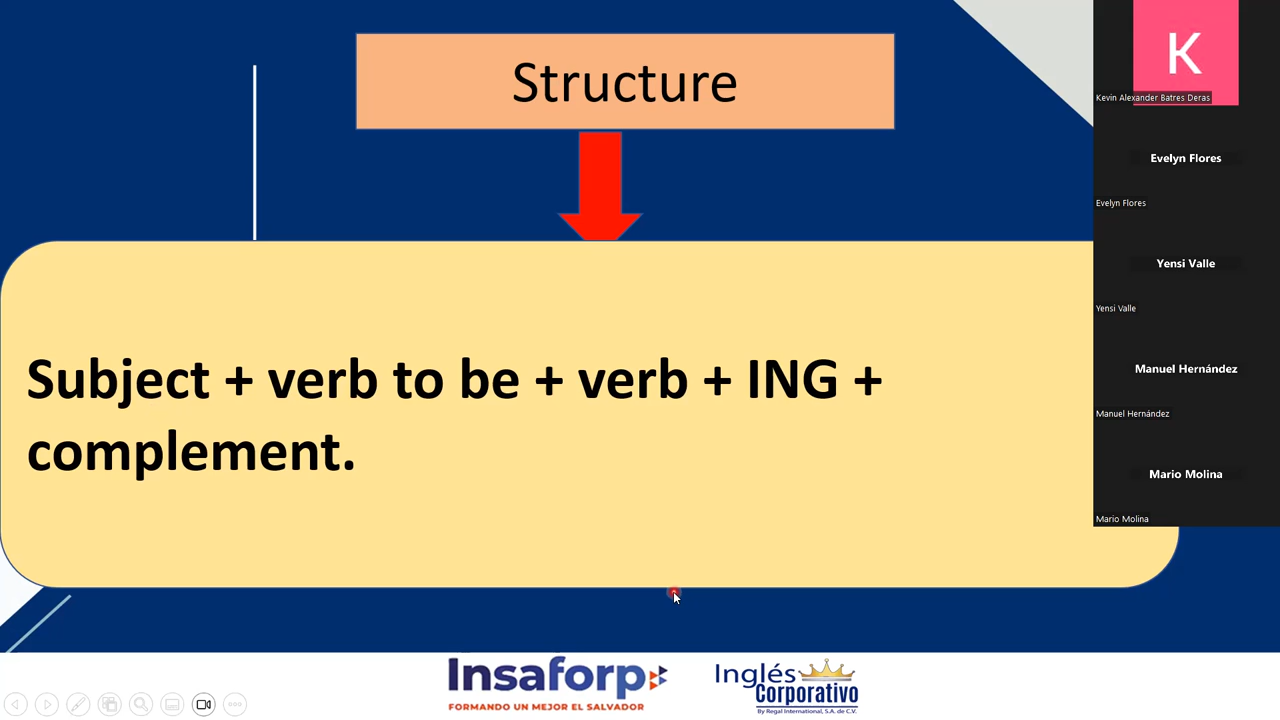 Structure
Subject + verb to be + verb + ING +
complement.
K
Kevin Alexander Batres Deras
Evelyn Flores
Evelyn Flores
Yensi Valle
Yensi Valle
Manuel Hernández
Manuel Hernández
Mario Molina
Mario Molina
Insaforp
FORMANDO UN MEJOR EL SALVADOR
Inglés
Corporativo
By Regal International, S.A. de C.V.